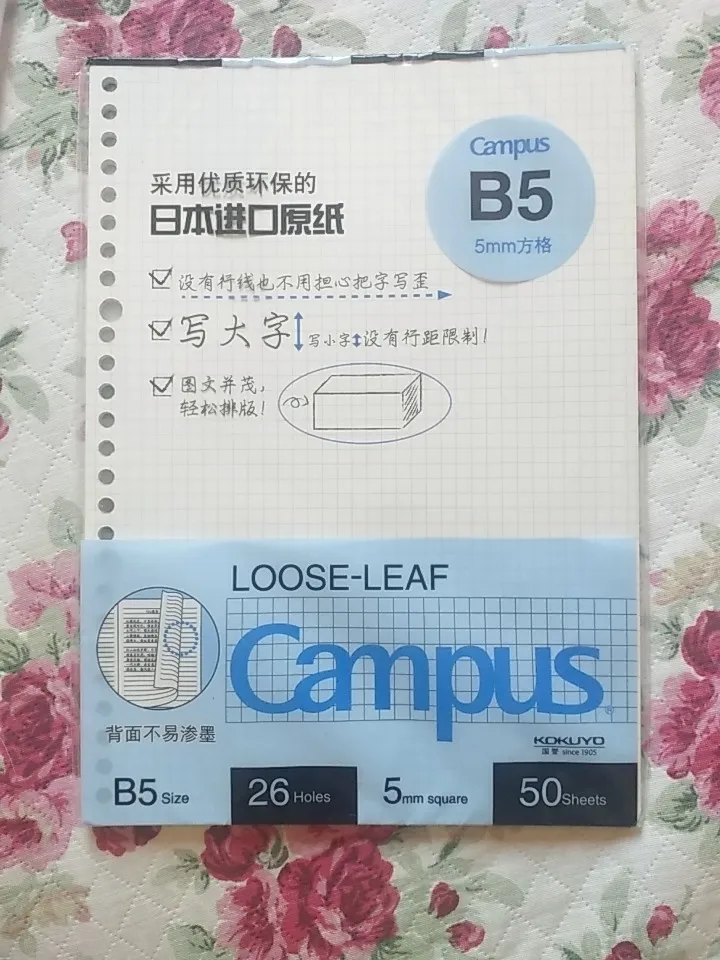 Campus
B5
5mm方格
采用优质环保的
日本进口原纸
没有行线也不用担心把字写歪
写大字 写小字 没有行距限制!
图文并茂,
轻松排版!
LOOSE-LEAF
Campus®
背面不易渗墨
KOKUYO
国誉 since 1905
B5 Size
26 Holes
5mm square
50Sheets